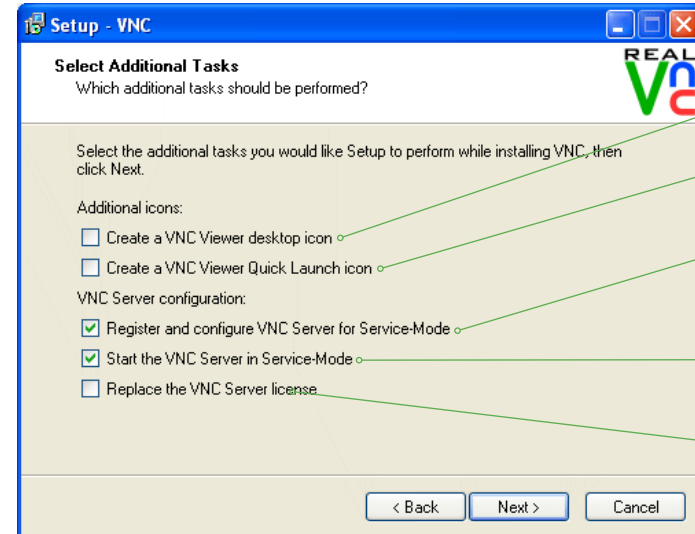 Setup - VNC
Select Additional Tasks
Which additional tasks should be performed?
REAL
VNC
Select the additional tasks you would like Setup to perform while installing VNC, then
click Next.
Additional icons:
Create a VNC Viewer desktop icon
Create a VNC Viewer Quick Launch icon
VNC Server configuration:
Register and configure VNC Server for Service-Mode
Start the VNC Server in Service-Mode
Replace the VNC Server license
< Back
Next >
Cancel